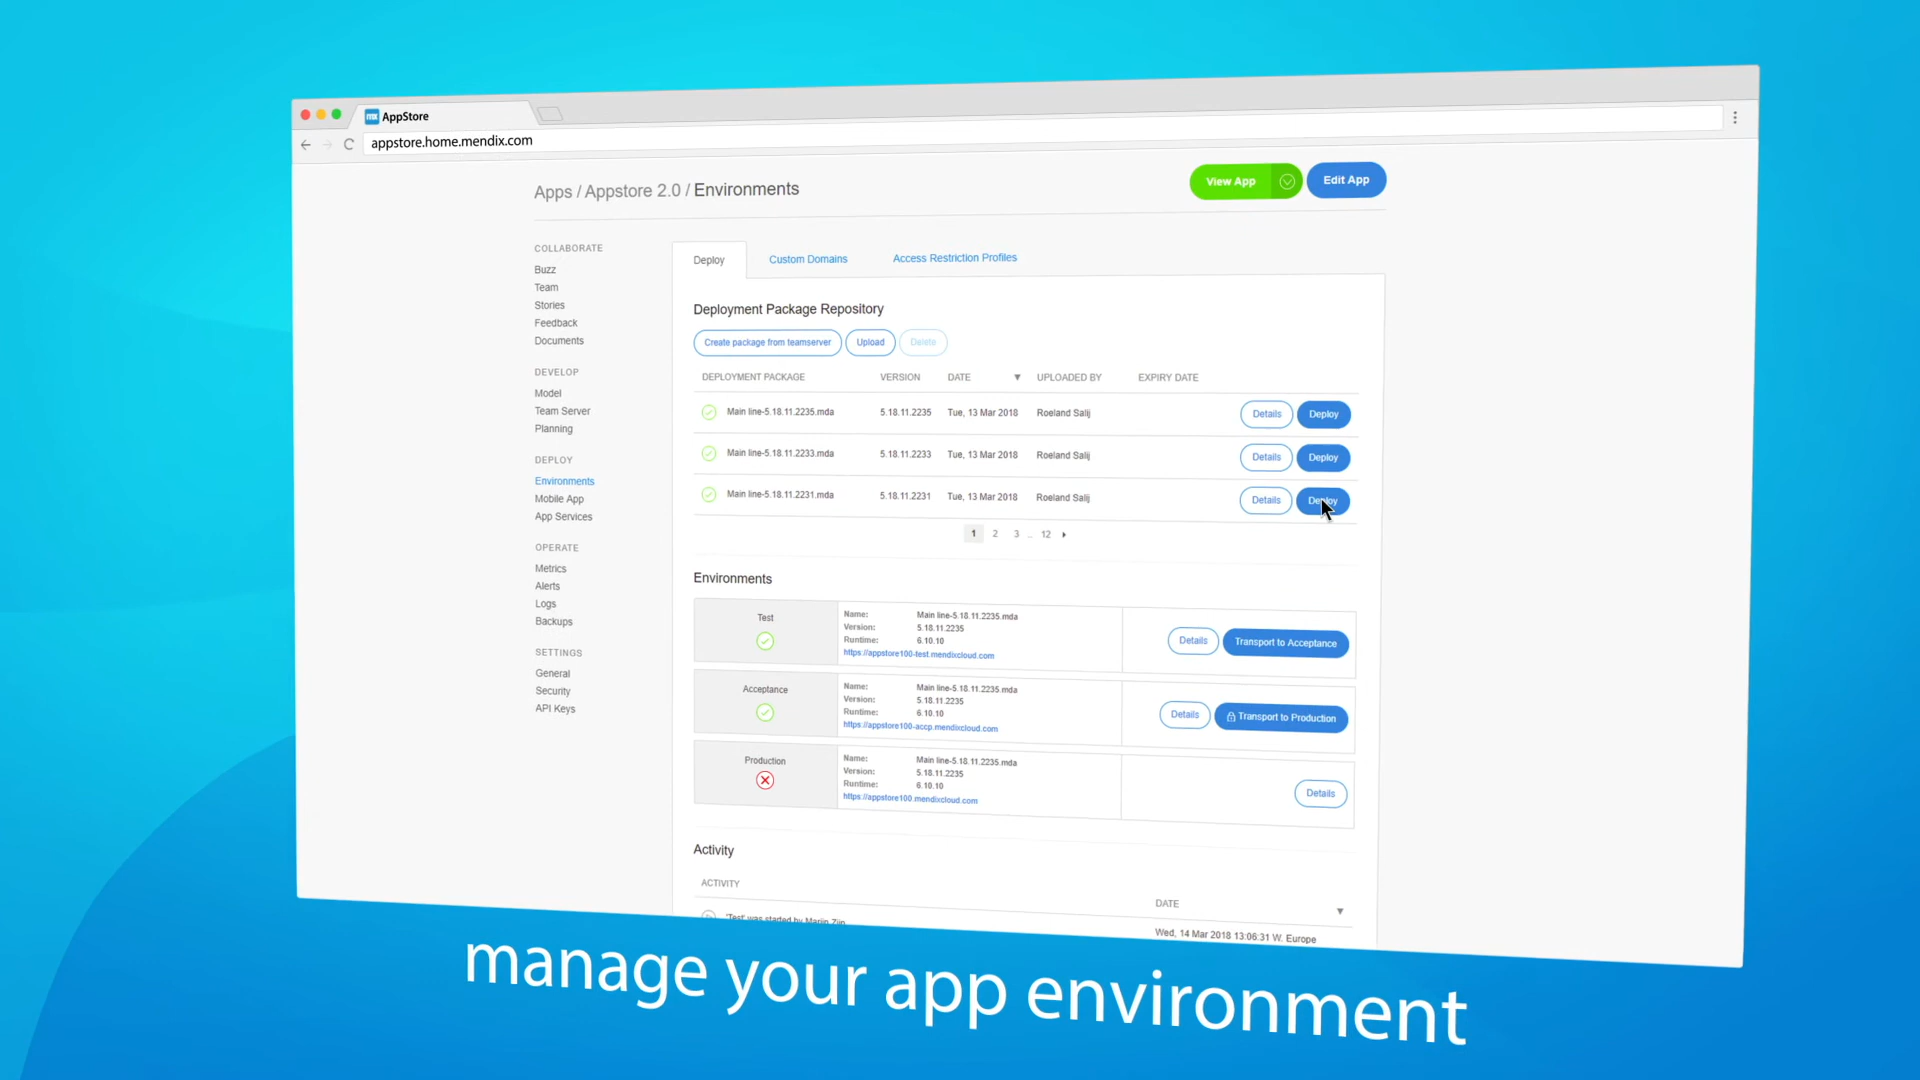 mx AppStore
appstore.home.mendix.com
Apps / Appstore 2.0 / Environments
View App
Edit App
COLLABORATE
Buzz
Team
Stories
Feedback
Documents
DEVELOP
Model
Team Server
Planning
DEPLOY
Environments
Mobile App
App Services
OPERATE
Metrics
Alerts
Logs
Backups
SETTINGS
General
Security
API Keys
Deploy Custom Domains Access Restriction Profiles
Deployment Package Repository
Create package from teamserver Upload Delete
DEPLOYMENT PACKAGE VERSION DATE UPLOADED BY EXPIRY DATE
Main line-5.18.11.2235.mda 5.18.11.2235 Tue, 13 Mar 2018 Roeland Salij Details Deploy
Main line-5.18.11.2233.mda 5.18.11.2233 Tue, 13 Mar 2018 Roeland Salij Details Deploy
Main line-5.18.11.2231.mda 5.18.11.2231 Tue, 13 Mar 2018 Roeland Salij Details Deploy
1 2 3 .. 12
Environments
Test
Name: Main line-5.18.11.2235.mda
Version: 5.18.11.2235
Runtime: 6.10.10
https://appstore100-test.mendixcloud.com
Details Transport to Acceptance
Acceptance
Name: Main line-5.18.11.2235.mda
Version: 5.18.11.2235
Runtime: 6.10.10
https://appstore100-accp.mendixcloud.com
Details Transport to Production
Production
Name: Main line-5.18.11.2235.mda
Version: 5.18.11.2235
Runtime: 6.10.10
https://appstore100.mendixcloud.com
Details
Activity
ACTIVITY DATE
'Test' was started by Marijn Zijp
Wed, 14 Mar 2018 13:06:31 W. Europe
manage your app environment